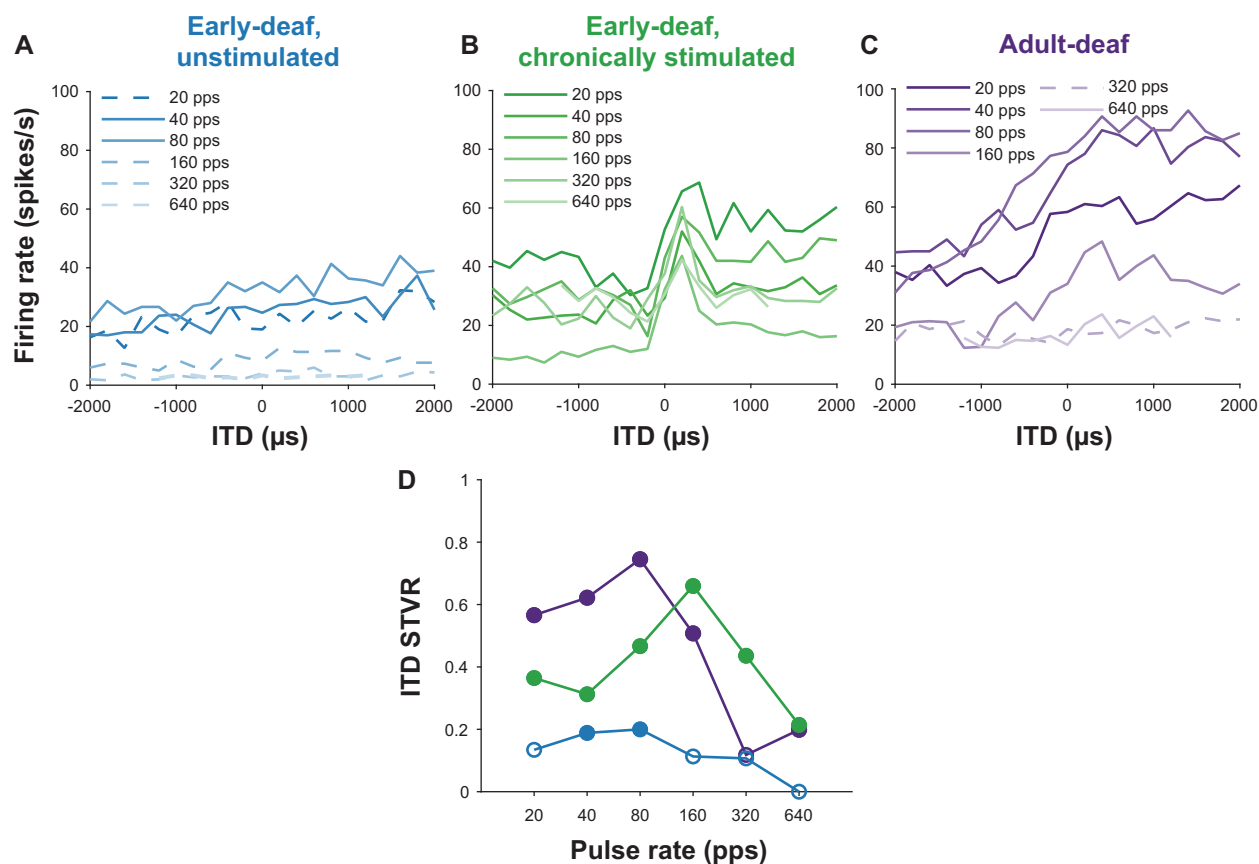 A
Early-deaf,
unstimulated
Firing rate (spikes/s)
100
80
60
40
20
0
20 pps
40 pps
80 pps
160 pps
320 pps
640 pps
-2000
-1000
0
1000
2000
ITD (µs)
B
Early-deaf,
chronically stimulated
100
80
60
40
20
0
20 pps
40 pps
80 pps
160 pps
320 pps
640 pps
-2000
-1000
0
1000
2000
ITD (µs)
C
Adult-deaf
100
80
60
40
20
0
20 pps
40 pps
80 pps
160 pps
320 pps
640 pps
-2000
-1000
0
1000
2000
ITD (µs)
D
ITD STVR
1
0.8
0.6
0.4
0.2
0
20
40
80
160
320
640
Pulse rate (pps)